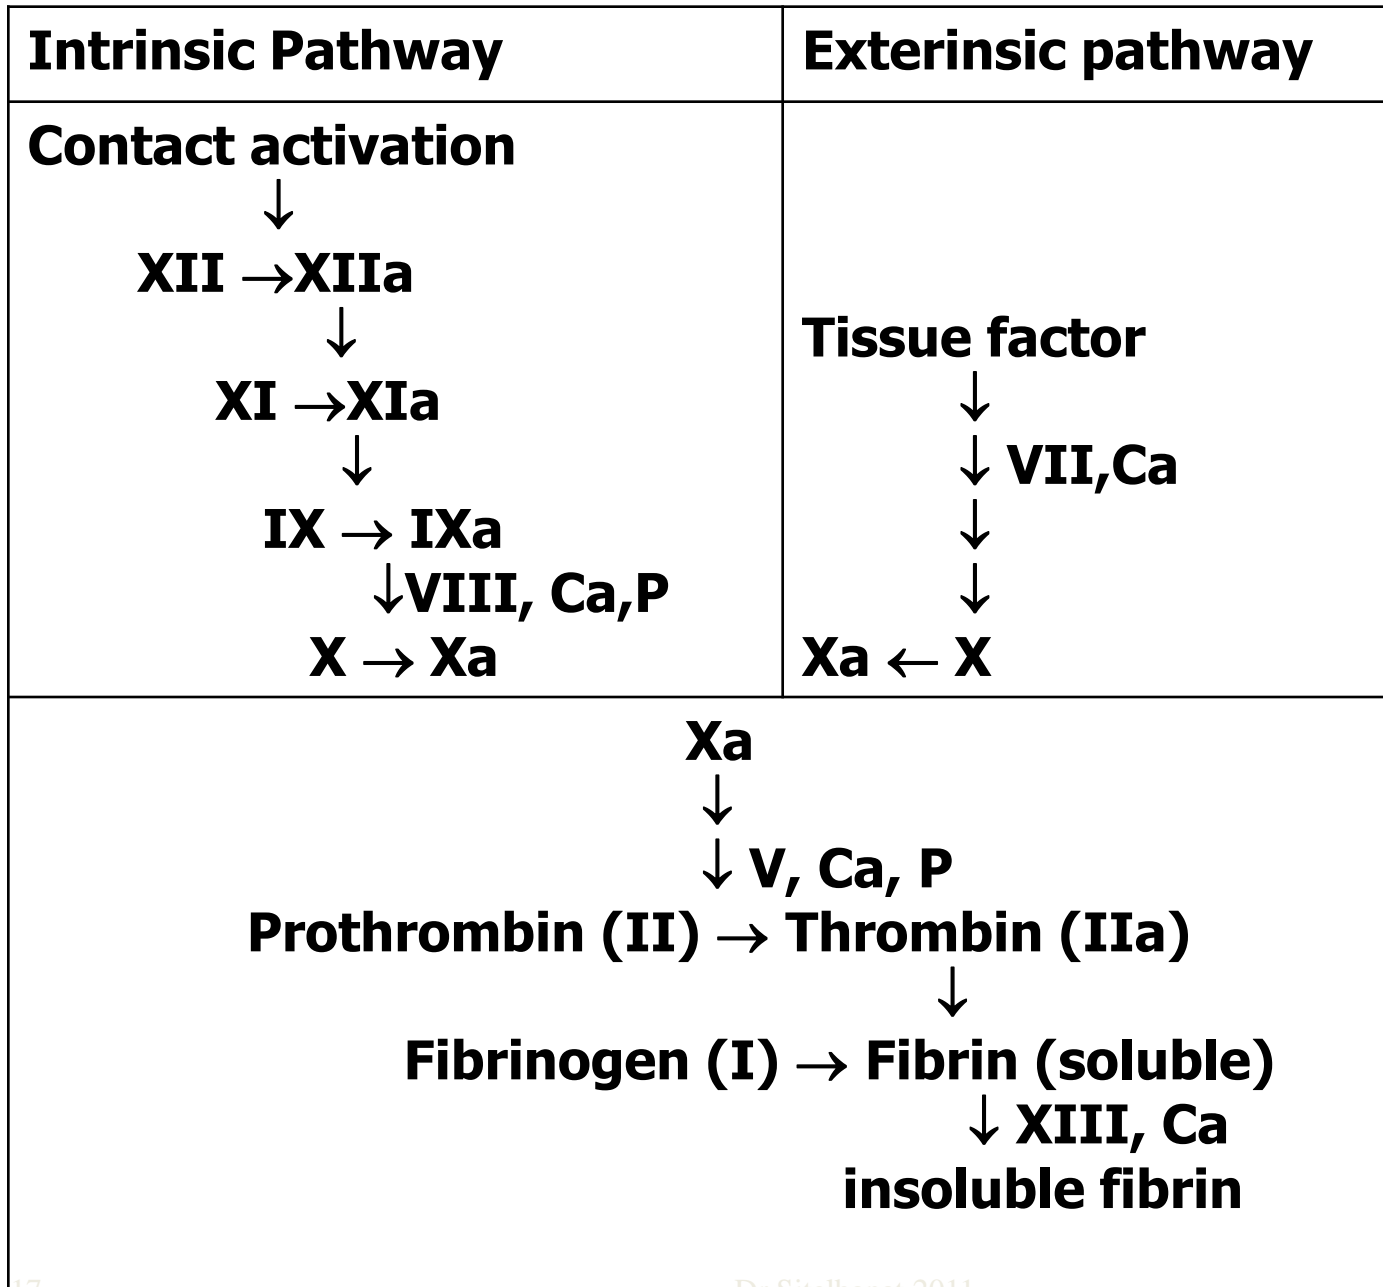 Intrinsic Pathway
Exterinsic pathway
Contact activation
↓
XII →XIIa
↓
XI →XIa
↓
IX → IXa
↓VIII, Ca,P
X → Xa
Tissue factor
↓
↓ VII,Ca
↓
↓
Xa ← X
Xa
↓
↓ V, Ca, P
Prothrombin (II) → Thrombin (IIa)
↓
Fibrinogen (I) → Fibrin (soluble)
↓ XIII, Ca
insoluble fibrin